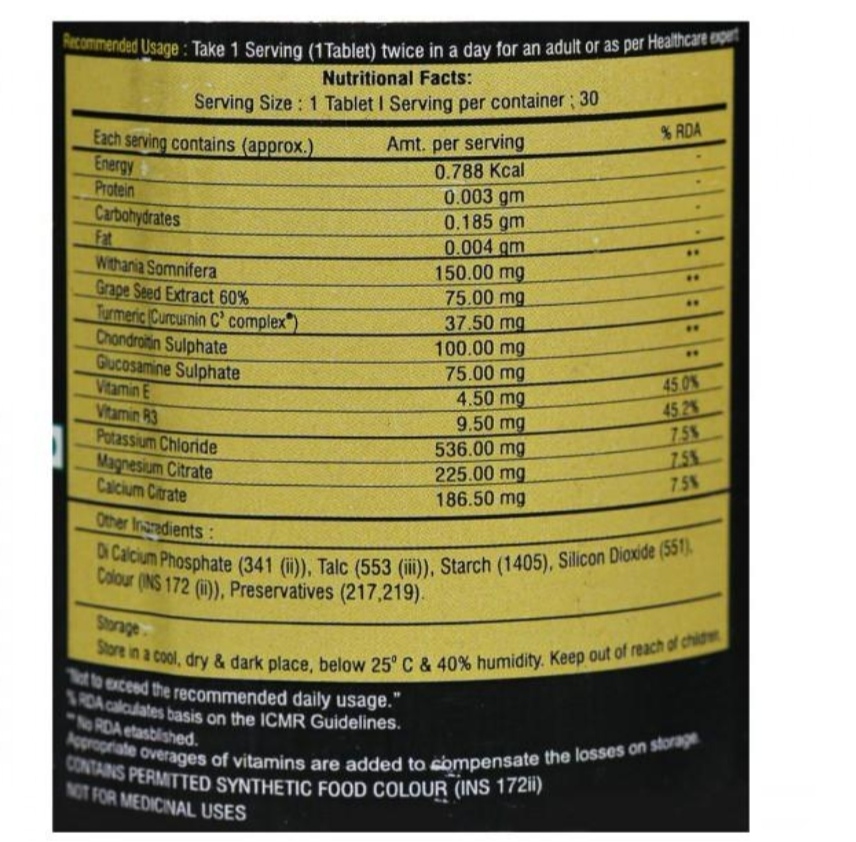 Recommended Usage : Take 1 Serving (1Tablet) twice in a day for an adult or as per Healthcare expert
Nutritional Facts:
Serving Size : 1 Tablet I Serving per container : 30
Each serving contains (approx.) Amt. per serving % RDA
Energy 0.788 Kcal -
Protein 0.003 gm -
Carbohydrates 0.185 gm -
Fat 0.004 gm -
Withania Somnifera 150.00 mg **
Grape Seed Extract 60% 75.00 mg **
Turmeric (Curcumin C³ complex®) 37.50 mg **
Chondroitin Sulphate 100.00 mg **
Glucosamine Sulphate 75.00 mg **
Vitamin E 4.50 mg 45.0%
Vitamin B3 9.50 mg 45.2%
Potassium Chloride 536.00 mg 7.5%
Magnesium Citrate 225.00 mg 7.5%
Calcium Citrate 186.50 mg 7.5%
Other Ingredients :
Di Calcium Phosphate (341 (ii)), Talc (553 (iii)), Starch (1405), Silicon Dioxide (551),
Colour (INS 172 (ii)), Preservatives (217,219).
Storage :
Store in a cool, dry & dark place, below 25° C & 40% humidity. Keep out of reach of children.
"Not to exceed the recommended daily usage."
% RDA calculates basis on the ICMR Guidelines.
**No RDA etasblished.
Appropriate overages of vitamins are added to compensate the losses on storage.
CONTAINS PERMITTED SYNTHETIC FOOD COLOUR (INS 172ii)
NOT FOR MEDICINAL USES